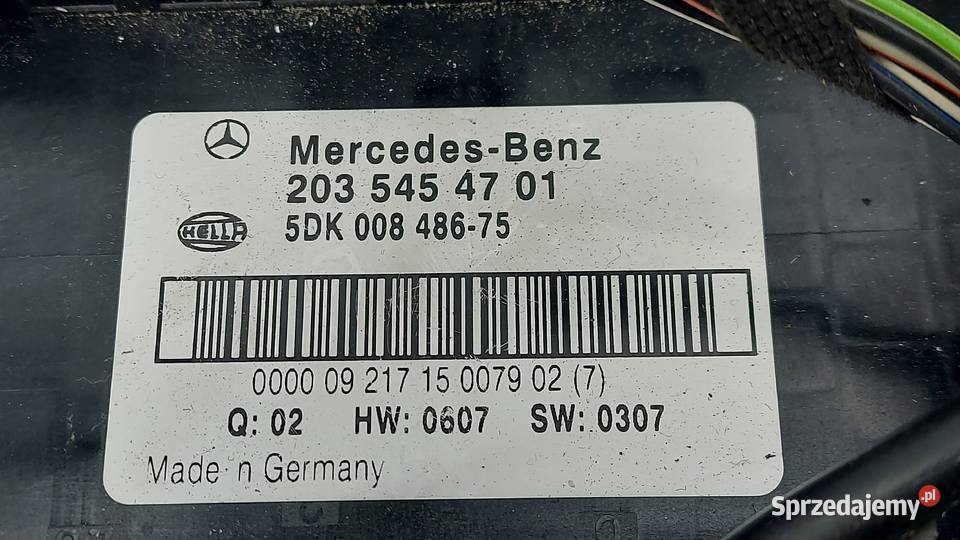 Mercedes-Benz
203 545 47 01
HELLA
5DK 008 486-75
0000 09 217 15 0079 02 (7)
Q: 02 HW: 0607 SW: 0307
Made n Germany
Sprzedajemy.pl